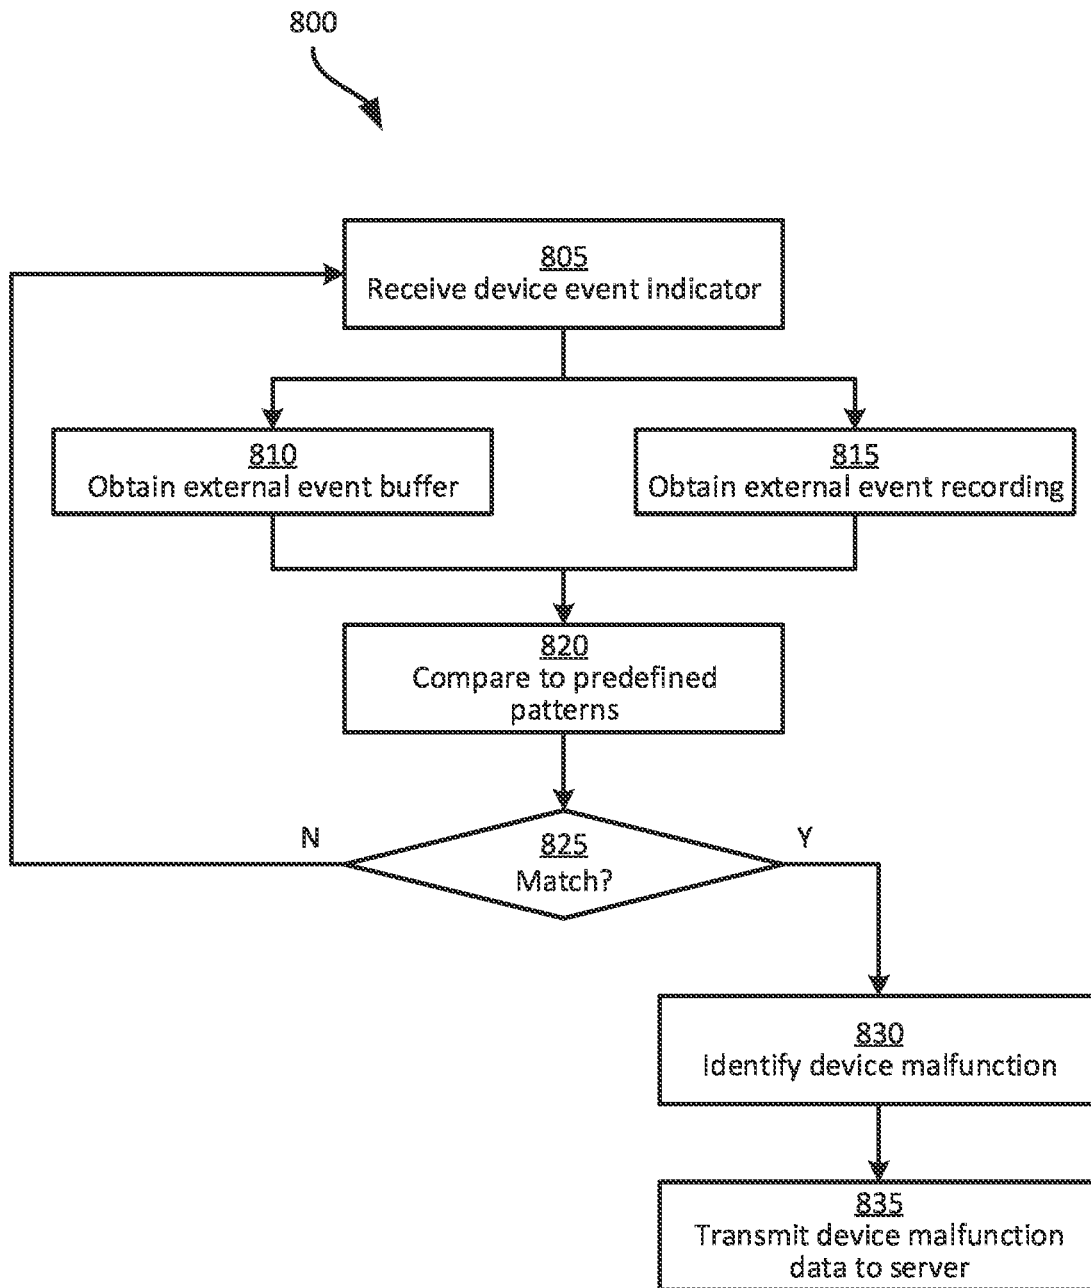 800
805
Receive device event indicator
810
Obtain external event buffer
815
Obtain external event recording
820
Compare to predefined
patterns
N
825
Match?
Y
830
Identify device malfunction
835
Transmit device malfunction
data to server